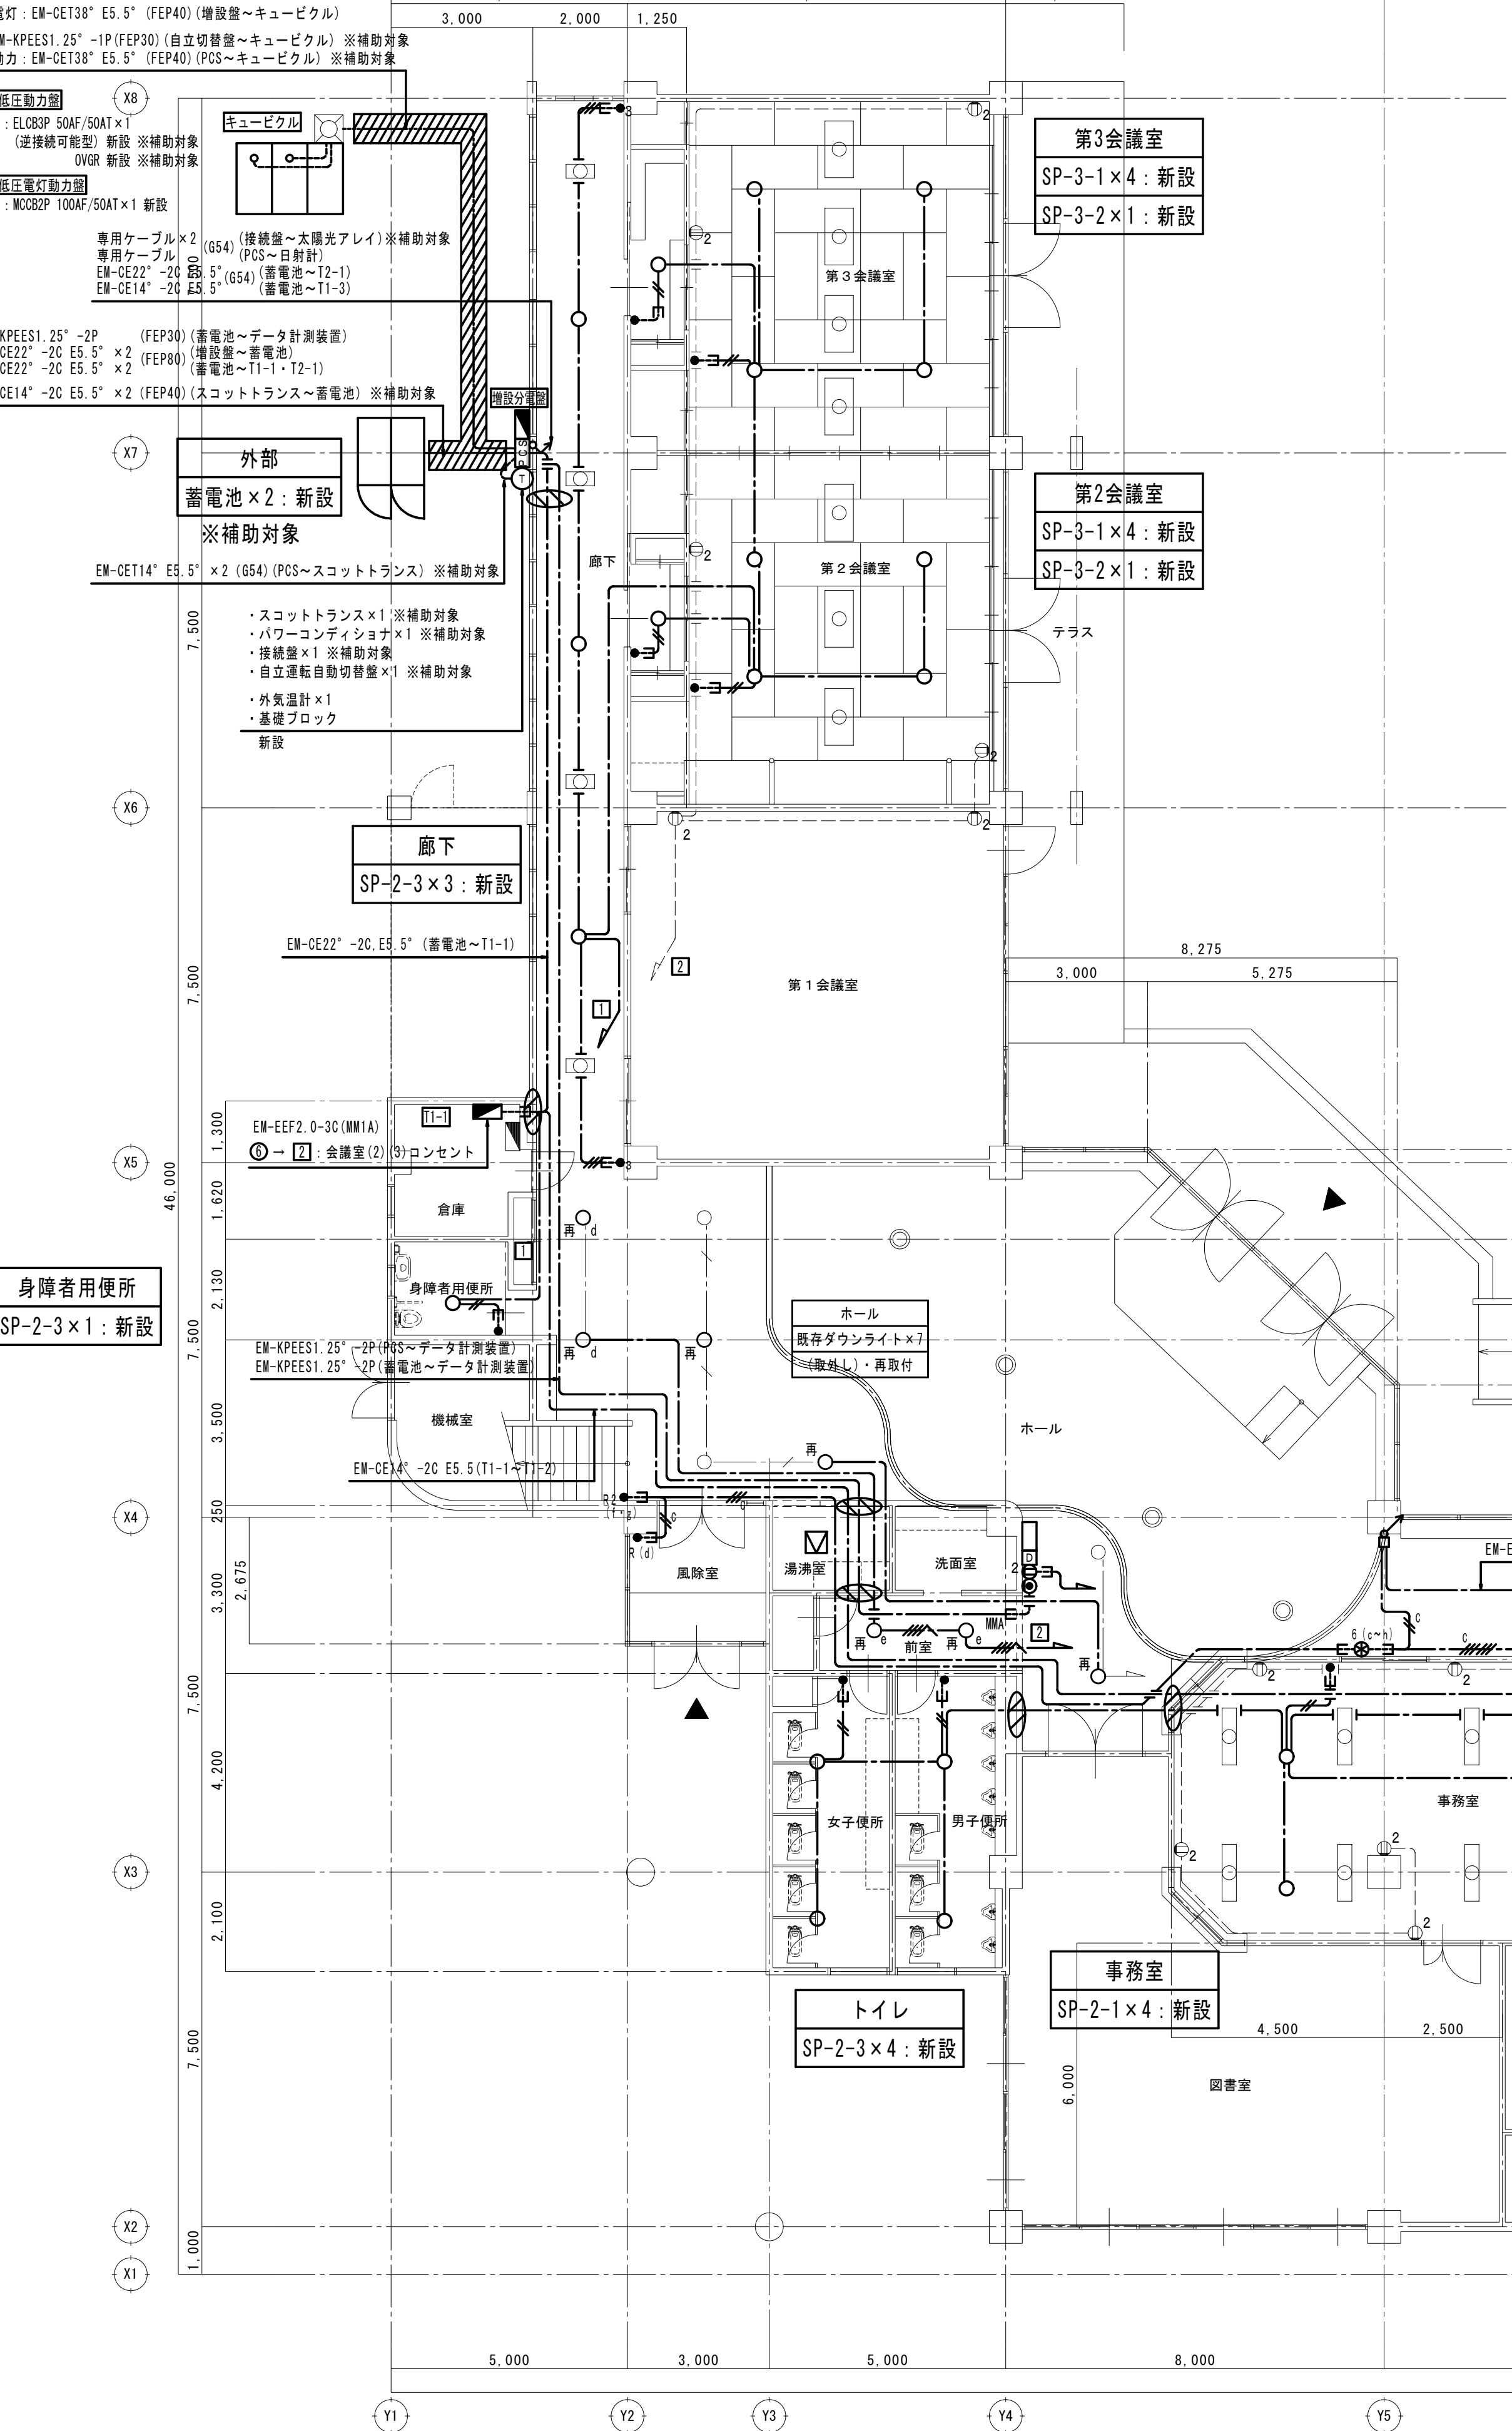 電灯：EM-CET38° E5.5° (FEP40)(増設盤～キュービクル)
M-KPEES1.25° -1P(FEP30)(自立切替盤～キュービクル) ※補助対象
動力：EM-CET38° E5.5° (FEP40)(PCS～キュービクル) ※補助対象
3,000
2,000
1,250
X8
低圧動力盤
：ELCB3P 50AF/50AT×1
(逆接続可能型) 新設 ※補助対象
OVGR 新設 ※補助対象
低圧電灯動力盤
：MCCB2P 100AF/50AT×1 新設
キュービクル
専用ケーブル×2 (G54) (接続盤～太陽光アレイ)※補助対象
専用ケーブル (PCS～日射計)
EM-CE22° -2C E5.5° (G54) (蓄電池～T2-1)
EM-CE14° -2C E5.5° (蓄電池～T1-3)
KPEES1.25° -2P (FEP30)(蓄電池～データ計測装置)
CE22° -2C E5.5° ×2 (FEP80) (増設盤～蓄電池)
CE22° -2C E5.5° ×2 (蓄電池～T1-1・T2-1)
CE14° -2C E5.5° ×2 (FEP40)(スコットトランス～蓄電池) ※補助対象
増設分電盤
PCS
T
X7
外部
蓄電池×2：新設
※補助対象
EM-CET14° E5.5° ×2 (G54)(PCS～スコットトランス) ※補助対象
・スコットトランス×1 ※補助対象
・パワーコンディショナ×1 ※補助対象
・接続盤×1 ※補助対象
・自立運転自動切替盤×1 ※補助対象
・外気温計×1
・基礎ブロック
新設
第3会議室
SP-3-1×4：新設
SP-3-2×1：新設
第３会議室
第2会議室
SP-3-1×4：新設
SP-3-2×1：新設
第２会議室
廊下
テラス
7,500
X6
廊下
SP-2-3×3：新設
EM-CE22° -2C,E5.5° (蓄電池～T1-1)
7,500
第１会議室
2
1
8,275
3,000
5,275
1,300
EM-EEF2.0-3C(MM1A)
⑥ → 2 ：会議室(2)(3)コンセント
T1-1
X5
46,000
1,620
倉庫
1
2,130
身障者用便所
身障者用便所
SP-2-3×1：新設
7,500
再 d
再 d
再
ホール
既存ダウンライト×7
(取外し)・再取付
EM-KPEES1.25° -2P(PCS～データ計測装置)
EM-KPEES1.25° -2P(蓄電池～データ計測装置)
3,500
機械室
ホール
EM-CE14° -2C E5.5(T1-1～T1-2)
再
X4
250
R (d)
風除室
湯沸室
洗面室
D
2
3,300
2,675
MMA
2
再 e
前室
再 e
再
6 (c~h)
c
c
7,500
4,200
女子便所
男子便所
事務室
X3
2,100
トイレ
SP-2-3×4：新設
事務室
SP-2-1×4：新設
4,500
2,500
6,000
7,500
図書室
X2
1,000
X1
5,000
3,000
5,000
8,000
Y1
Y2
Y3
Y4
Y5